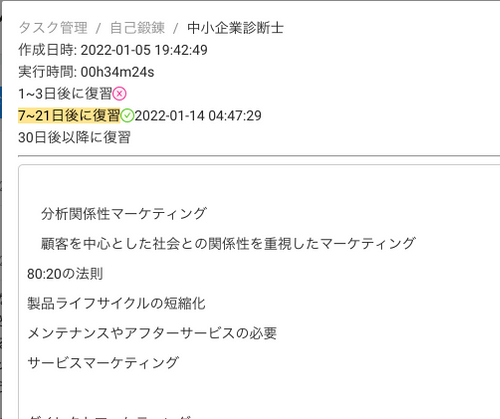 タスク管理 / 自己鍛錬 / 中小企業診断士
作成日時: 2022-01-05 19:42:49
実行時間: 00h34m24s
1~3日後に復習
7~21日後に復習 2022-01-14 04:47:29
30日後以降に復習
分析関係性マーケティング
顧客を中心とした社会との関係性を重視したマーケティング
80:20の法則
製品ライフサイクルの短縮化
メンテナンスやアフターサービスの必要
サービスマーケティング